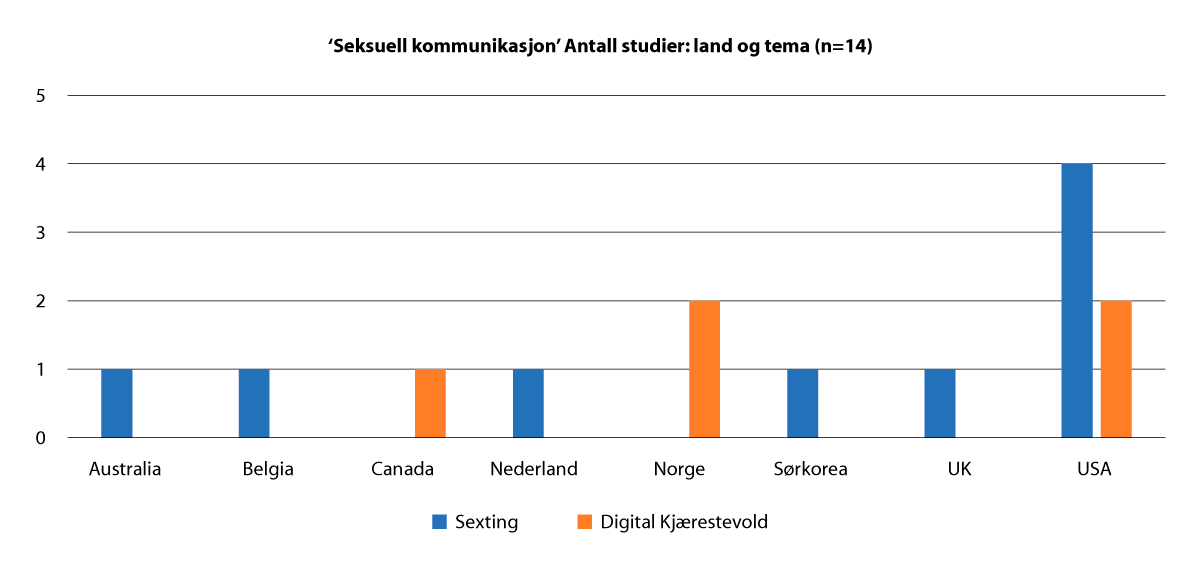 ‘Seksuell kommunikasjon’ Antall studier: land og tema (n=14)
5
4
3
2
1
0
Australia Belgia Canada Nederland Norge Sørkorea UK USA
Sexting Digital Kjærestevold